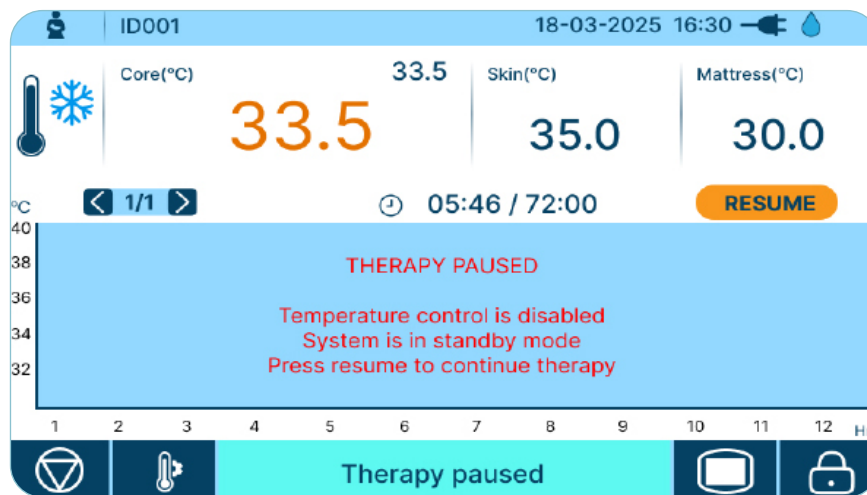 ID001 18-03-2025 16:30
Core(°C) 33.5 Skin(°C) Mattress(°C)
33.5 35.0 30.0
°C 1/1 05:46 / 72:00 RESUME
40
38 THERAPY PAUSED
36
Temperature control is disabled
34 System is in standby mode
32 Press resume to continue therapy
1 2 3 4 5 6 7 8 9 10 11 12 H
Therapy paused